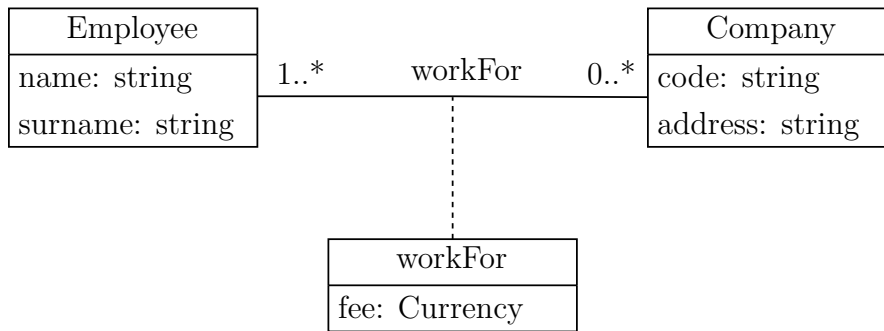 Employee
name: string
surname: string
1..*
workFor
0..*
Company
code: string
address: string
workFor
fee: Currency